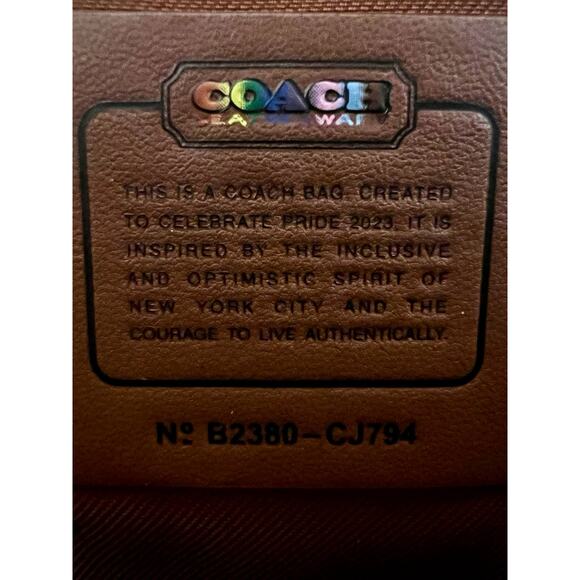 COACH
LEATHERWARE
THIS IS A COACH BAG. CREATED
TO CELEBRATE PRIDE 2023, IT IS
INSPIRED BY THE INCLUSIVE
AND OPTIMISTIC SPIRIT OF
NEW YORK CITY AND THE
COURAGE TO LIVE AUTHENTICALLY.
Nº B2380-CJ794